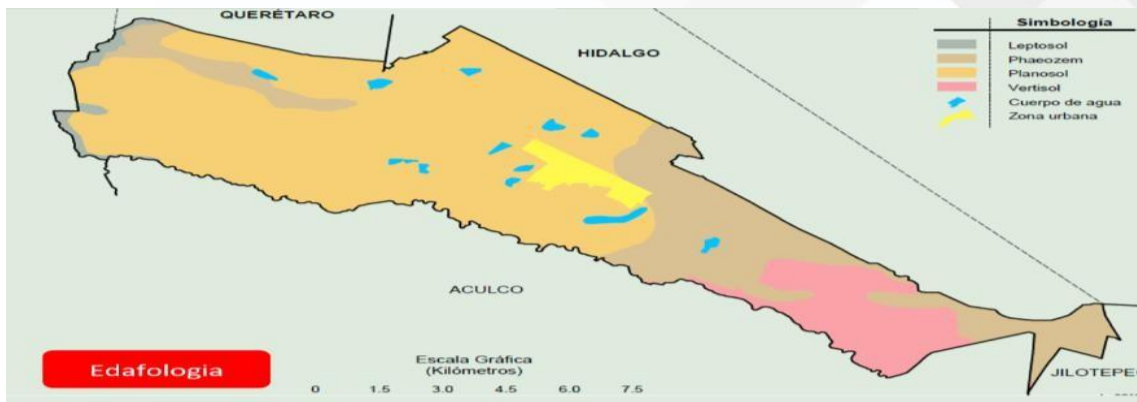 QUERÉTARO
HIDALGO
Simbología
Leptosol
Phaeozem
Planosol
Vertisol
Cuerpo de agua
Zona urbana
ACULCO
Edafologia
Escala Gráfica
(Kilómetros)
0 1.5 3.0 4.5 6.0 7.5
JILOTEPEC